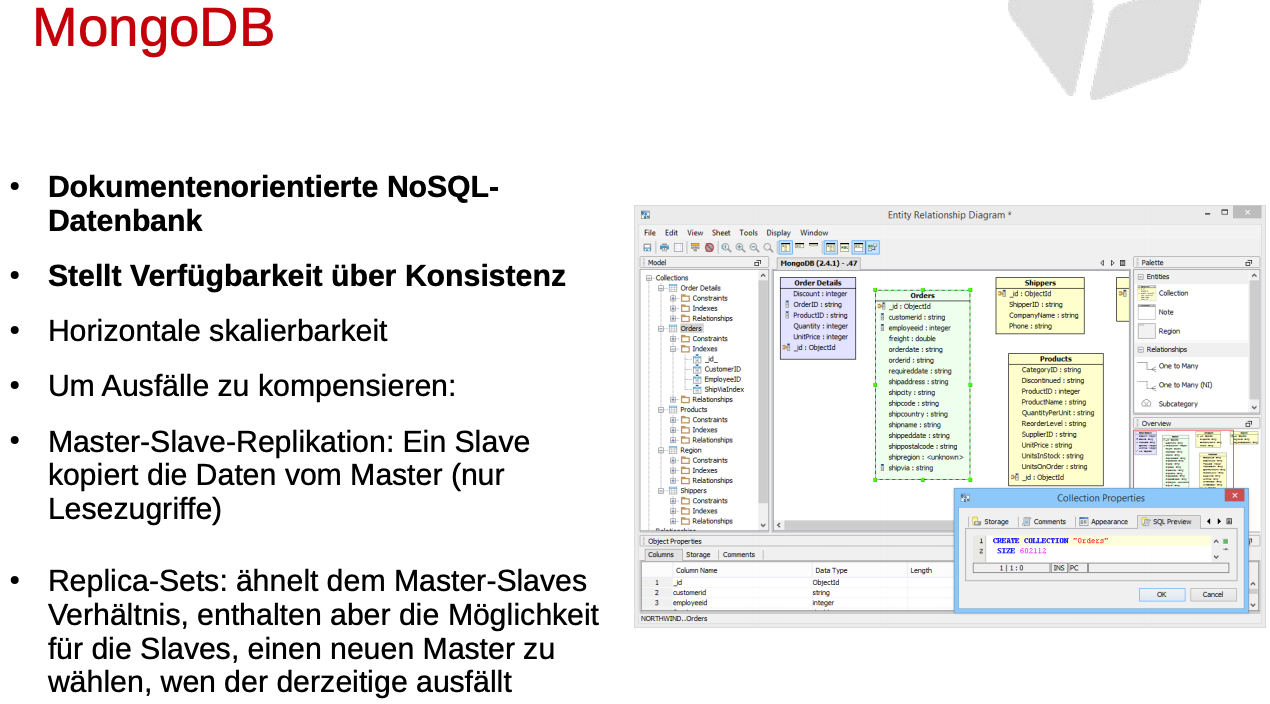 MongoDB
• Dokumentenorientierte NoSQL-
Datenbank
• Stellt Verfügbarkeit über Konsistenz
• Horizontale skalierbarkeit
• Um Ausfälle zu kompensieren:
• Master-Slave-Replikation: Ein Slave
kopiert die Daten vom Master (nur
Lesezugriffe)
• Replica-Sets: ähnelt dem Master-Slaves
Verhältnis, enthalten aber die Möglichkeit
für die Slaves, einen neuen Master zu
wählen, wen der derzeitige ausfällt
Entity Relationship Diagram *
File Edit View Sheet Tools Display Window
Model
Collections
Order Details
Constraints
Indexes
Relationships
Orders
Constraints
Indexes
_id_
CustomerID
EmployeeID
ShipViaIndex
Relationships
Products
Constraints
Indexes
Relationships
Region
Constraints
Indexes
Relationships
Shippers
Constraints
Indexes
Relationships
MongoDB (2.4.1) - .47
Order Details
Discount : integer
OrderID : string
ProductID : string
Quantity : integer
UnitPrice : integer
_id : ObjectId
Orders
_id : ObjectId
customerid : string
employeeid : integer
freight : double
orderdate : string
orderid : string
requireddate : string
shipaddress : string
shipcity : string
shipcode : string
shipcountry : string
shipname : string
shippeddate : string
shippostalcode : string
shipregion : <unknown>
shipvia : string
Shippers
_id : ObjectId
ShipperID : string
CompanyName : string
Phone : string
Products
CategoryID : string
Discontinued : string
ProductID : integer
ProductName : string
QuantityPerUnit : string
ReorderLevel : string
SupplierID : string
UnitPrice : string
UnitsInStock : string
UnitsOnOrder : string
_id : ObjectId
Palette
Entities
Collection
Note
Region
Relationships
One to Many
One to Many (NI)
Subcategory
Overview
Object Properties
Columns Storage Comments
Column Name Data Type Length
1 _id ObjectId
2 customerid string
3 employeeid integer
NORTHWIND..Orders
Collection Properties
Storage Comments Appearance SQL Preview
1 CREATE COLLECTION "Orders"
2 SIZE 602112
1 | 1 : 0 INS PC
OK Cancel